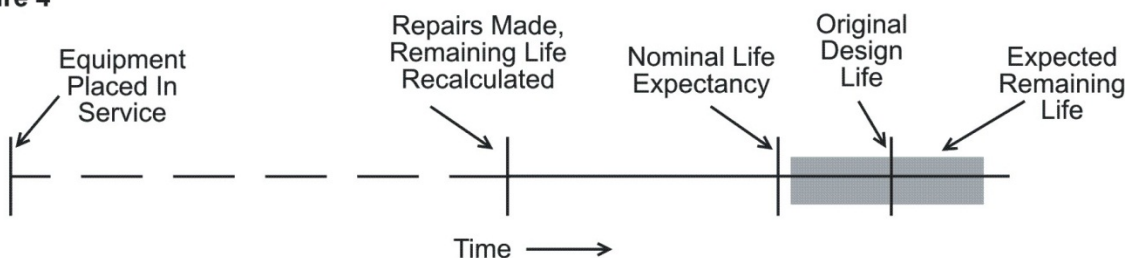 Equipment
Placed In
Service
Repairs Made,
Remaining Life
Recalculated
Nominal Life
Expectancy
Original
Design
Life
Expected
Remaining
Life
Time